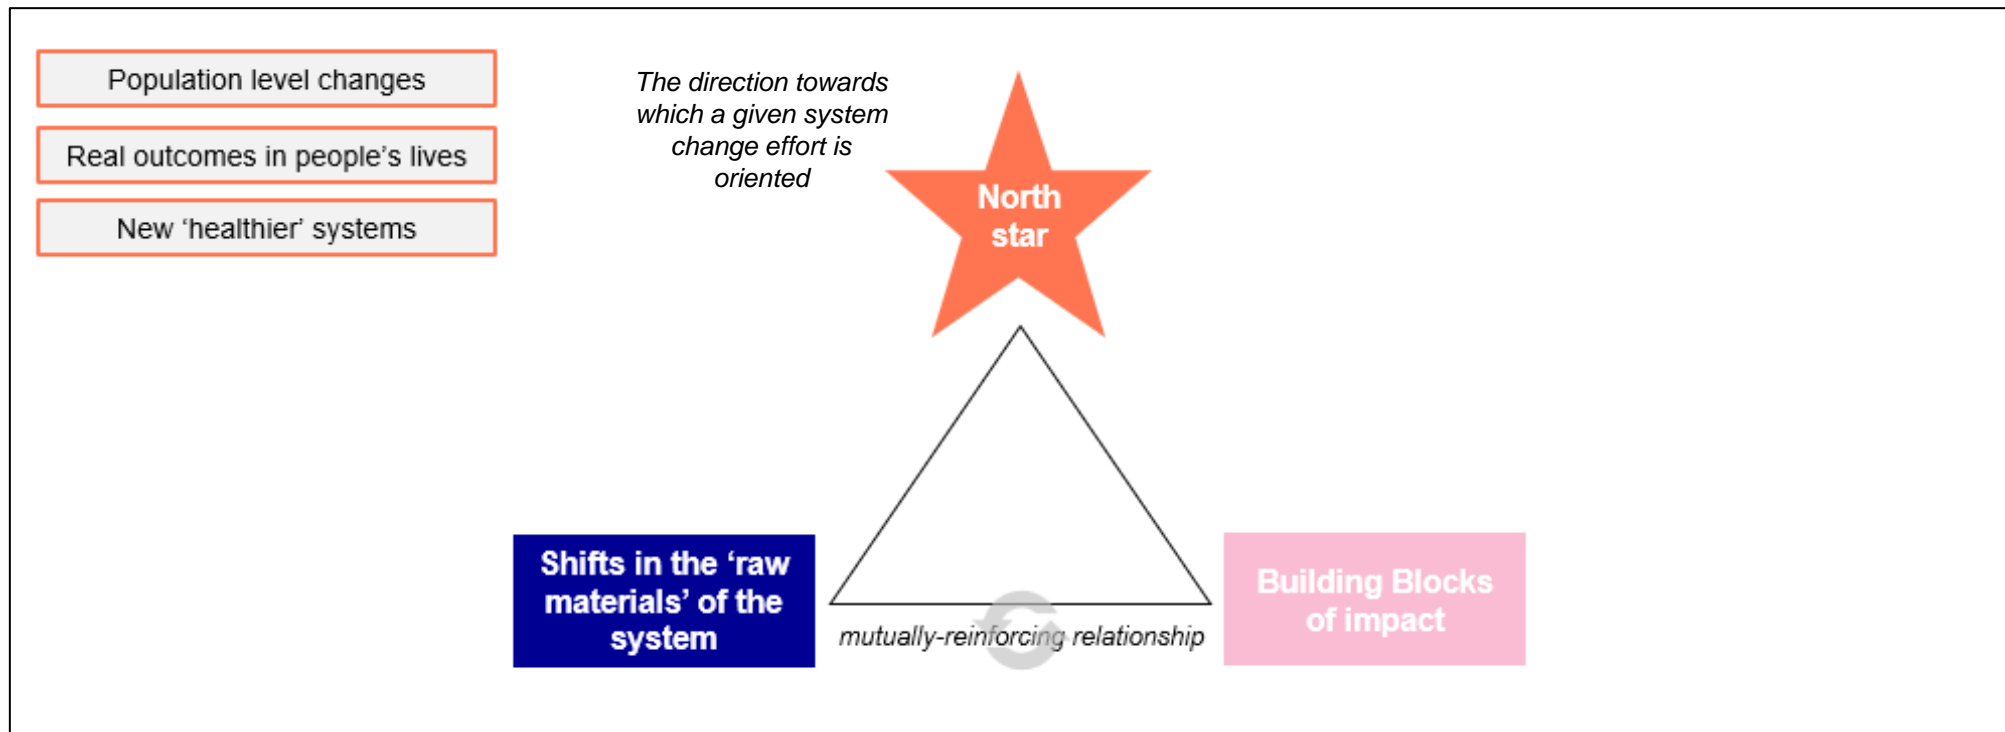 Population level changes
Real outcomes in people’s lives
New ‘healthier’ systems
The direction towards
which a given system
change effort is
oriented
North
star
Shifts in the ‘raw
materials’ of the
system
mutually-reinforcing relationship
Building Blocks
of impact